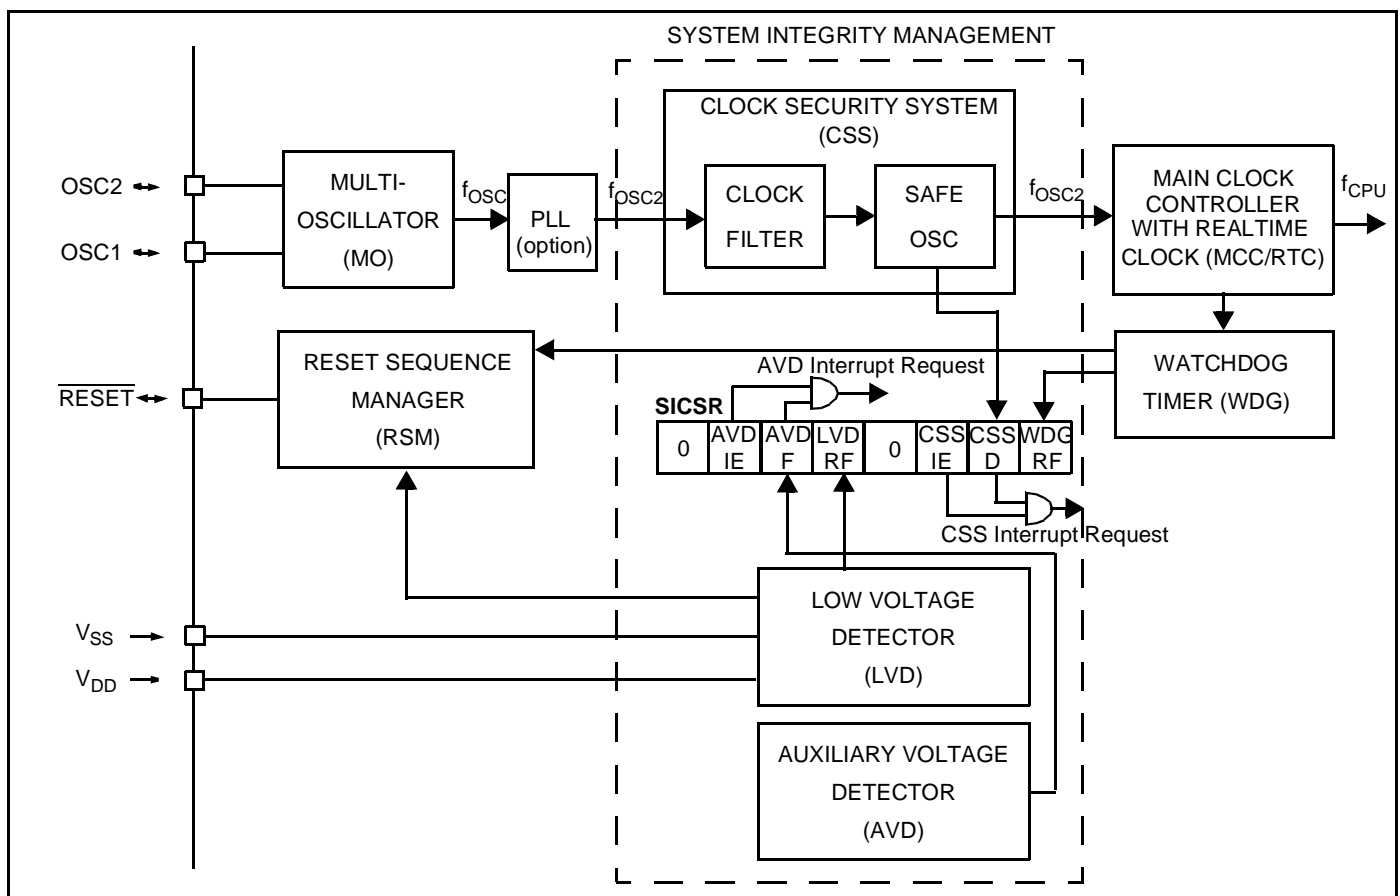 SYSTEM INTEGRITY MANAGEMENT
CLOCK SECURITY SYSTEM
(CSS)
OSC2
OSC1
MULTI-
OSCILLATOR
(MO)
fOSC
PLL
(option)
fOSC2
CLOCK
FILTER
SAFE
OSC
fOSC2
MAIN CLOCK
CONTROLLER
WITH REALTIME
CLOCK (MCC/RTC)
fCPU
RESET
RESET SEQUENCE
MANAGER
(RSM)
AVD Interrupt Request
WATCHDOG
TIMER (WDG)
SICSR
0
AVD
IE
AVD
F
LVD
RF
0
CSS
IE
CSS
D
WDG
RF
CSS Interrupt Request
VSS
VDD
LOW VOLTAGE
DETECTOR
(LVD)
AUXILIARY VOLTAGE
DETECTOR
(AVD)